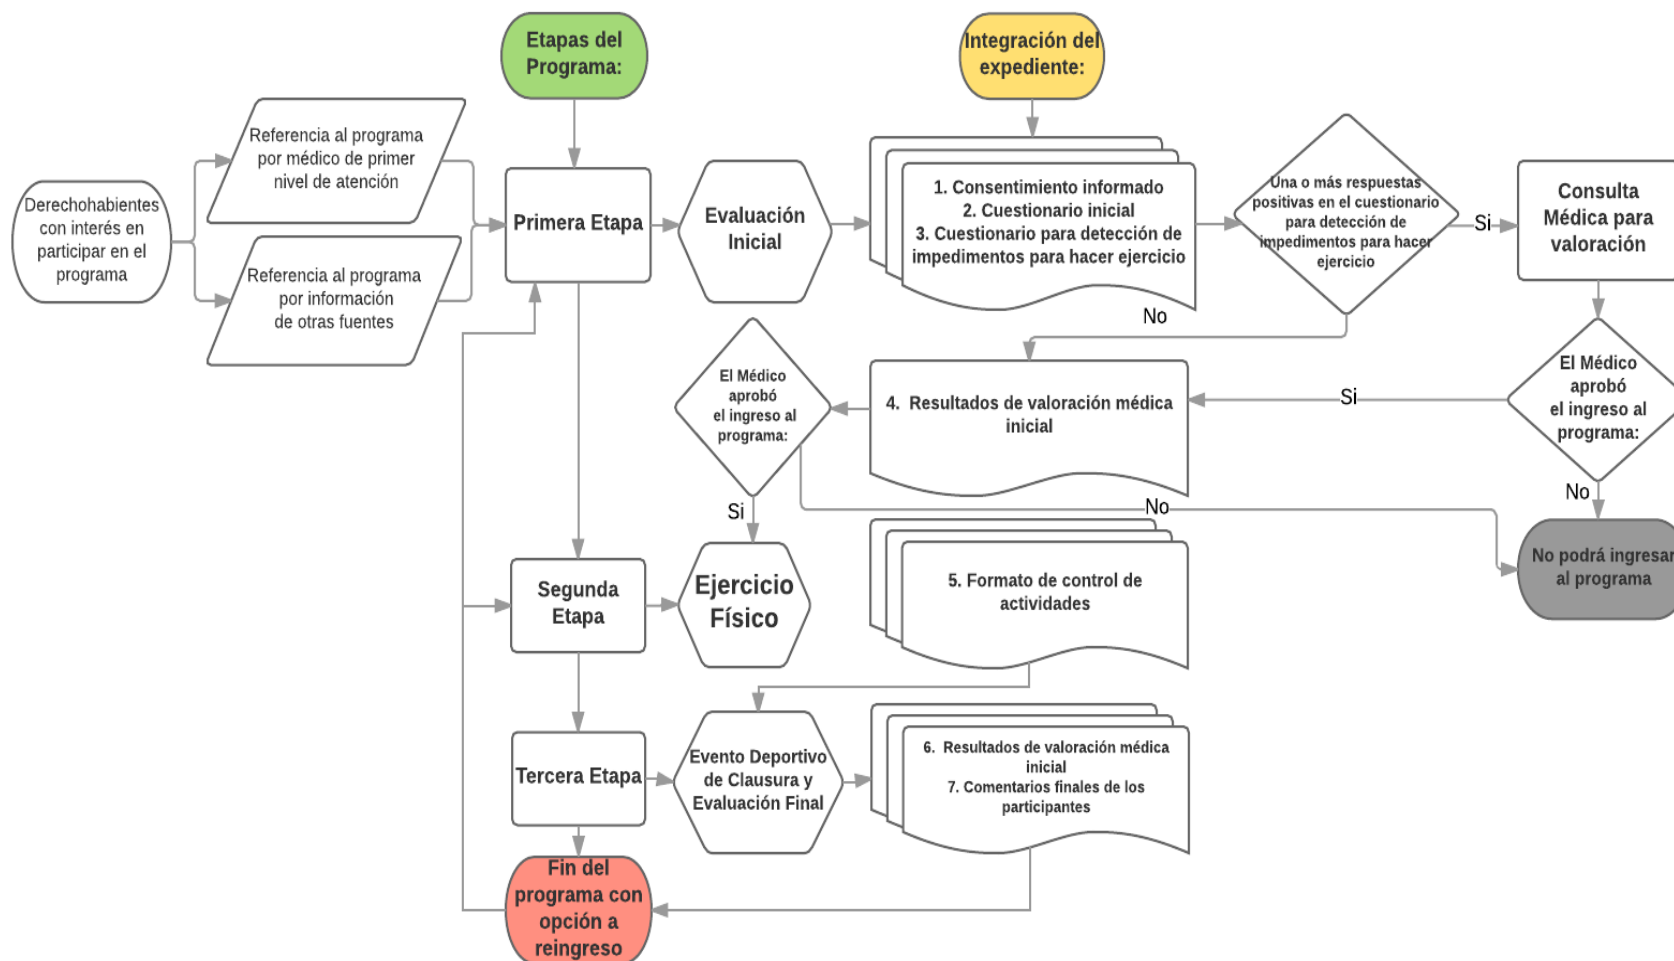 Etapas del
Programa:
Integración del
expediente:
Derechohabientes
con interés en
participar en el
programa
Referencia al programa
por médico de primer
nivel de atención
Referencia al programa
por información
de otras fuentes
Primera Etapa
Evaluación
Inicial
1. Consentimiento informado
2. Cuestionario inicial
3. Cuestionario para detección de
impedimentos para hacer ejercicio
Una o más respuestas
positivas en el cuestionario
para detección de
impedimentos para hacer
ejercicio
Si
Consulta
Médica para
valoración
No
El Médico
aprobó
el ingreso al
programa:
Si
4. Resultados de valoración médica
inicial
El Médico
aprobó
el ingreso al
programa:
No
No
Si
No podrá ingresar
al programa
Segunda
Etapa
Ejercicio
Físico
5. Formato de control de
actividades
Tercera Etapa
Evento Deportivo
de Clausura y
Evaluación Final
6. Resultados de valoración médica
inicial
7. Comentarios finales de los
participantes
Fin del
programa con
opción a
reingreso